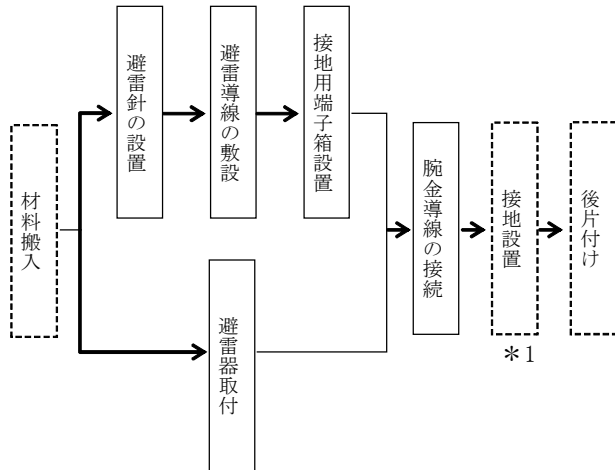 材料搬入
避雷針の設置
避雷導線の敷設
接地用端子箱設置
避雷器取付
腕金導線の接続
接地設置
＊1
後片付け